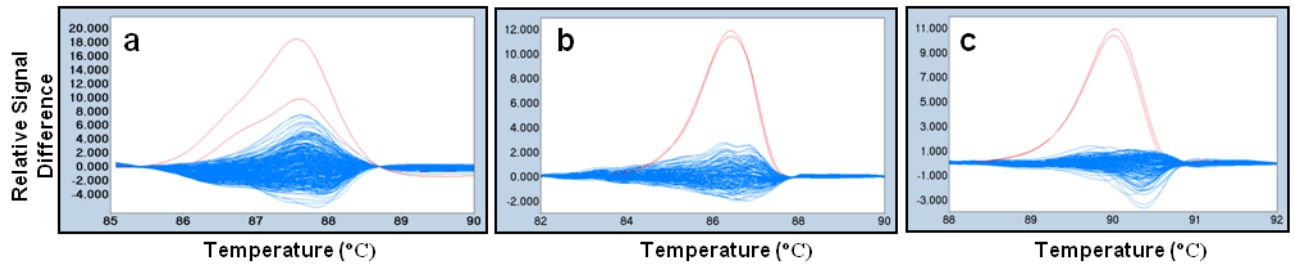 Relative Signal
Difference
a
20.000
18.000
16.000
14.000
12.000
10.000
8.000
6.000
4.000
2.000
0.000
-2.000
-4.000
85 86 87 88 89 90
Temperature (°C)
b
12.000
10.000
8.000
6.000
4.000
2.000
0.000
-2.000
82 84 86 88 90
Temperature (°C)
c
11.000
9.000
7.000
5.000
3.000
1.000
-1.000
-3.000
88 89 90 91 92
Temperature (°C)